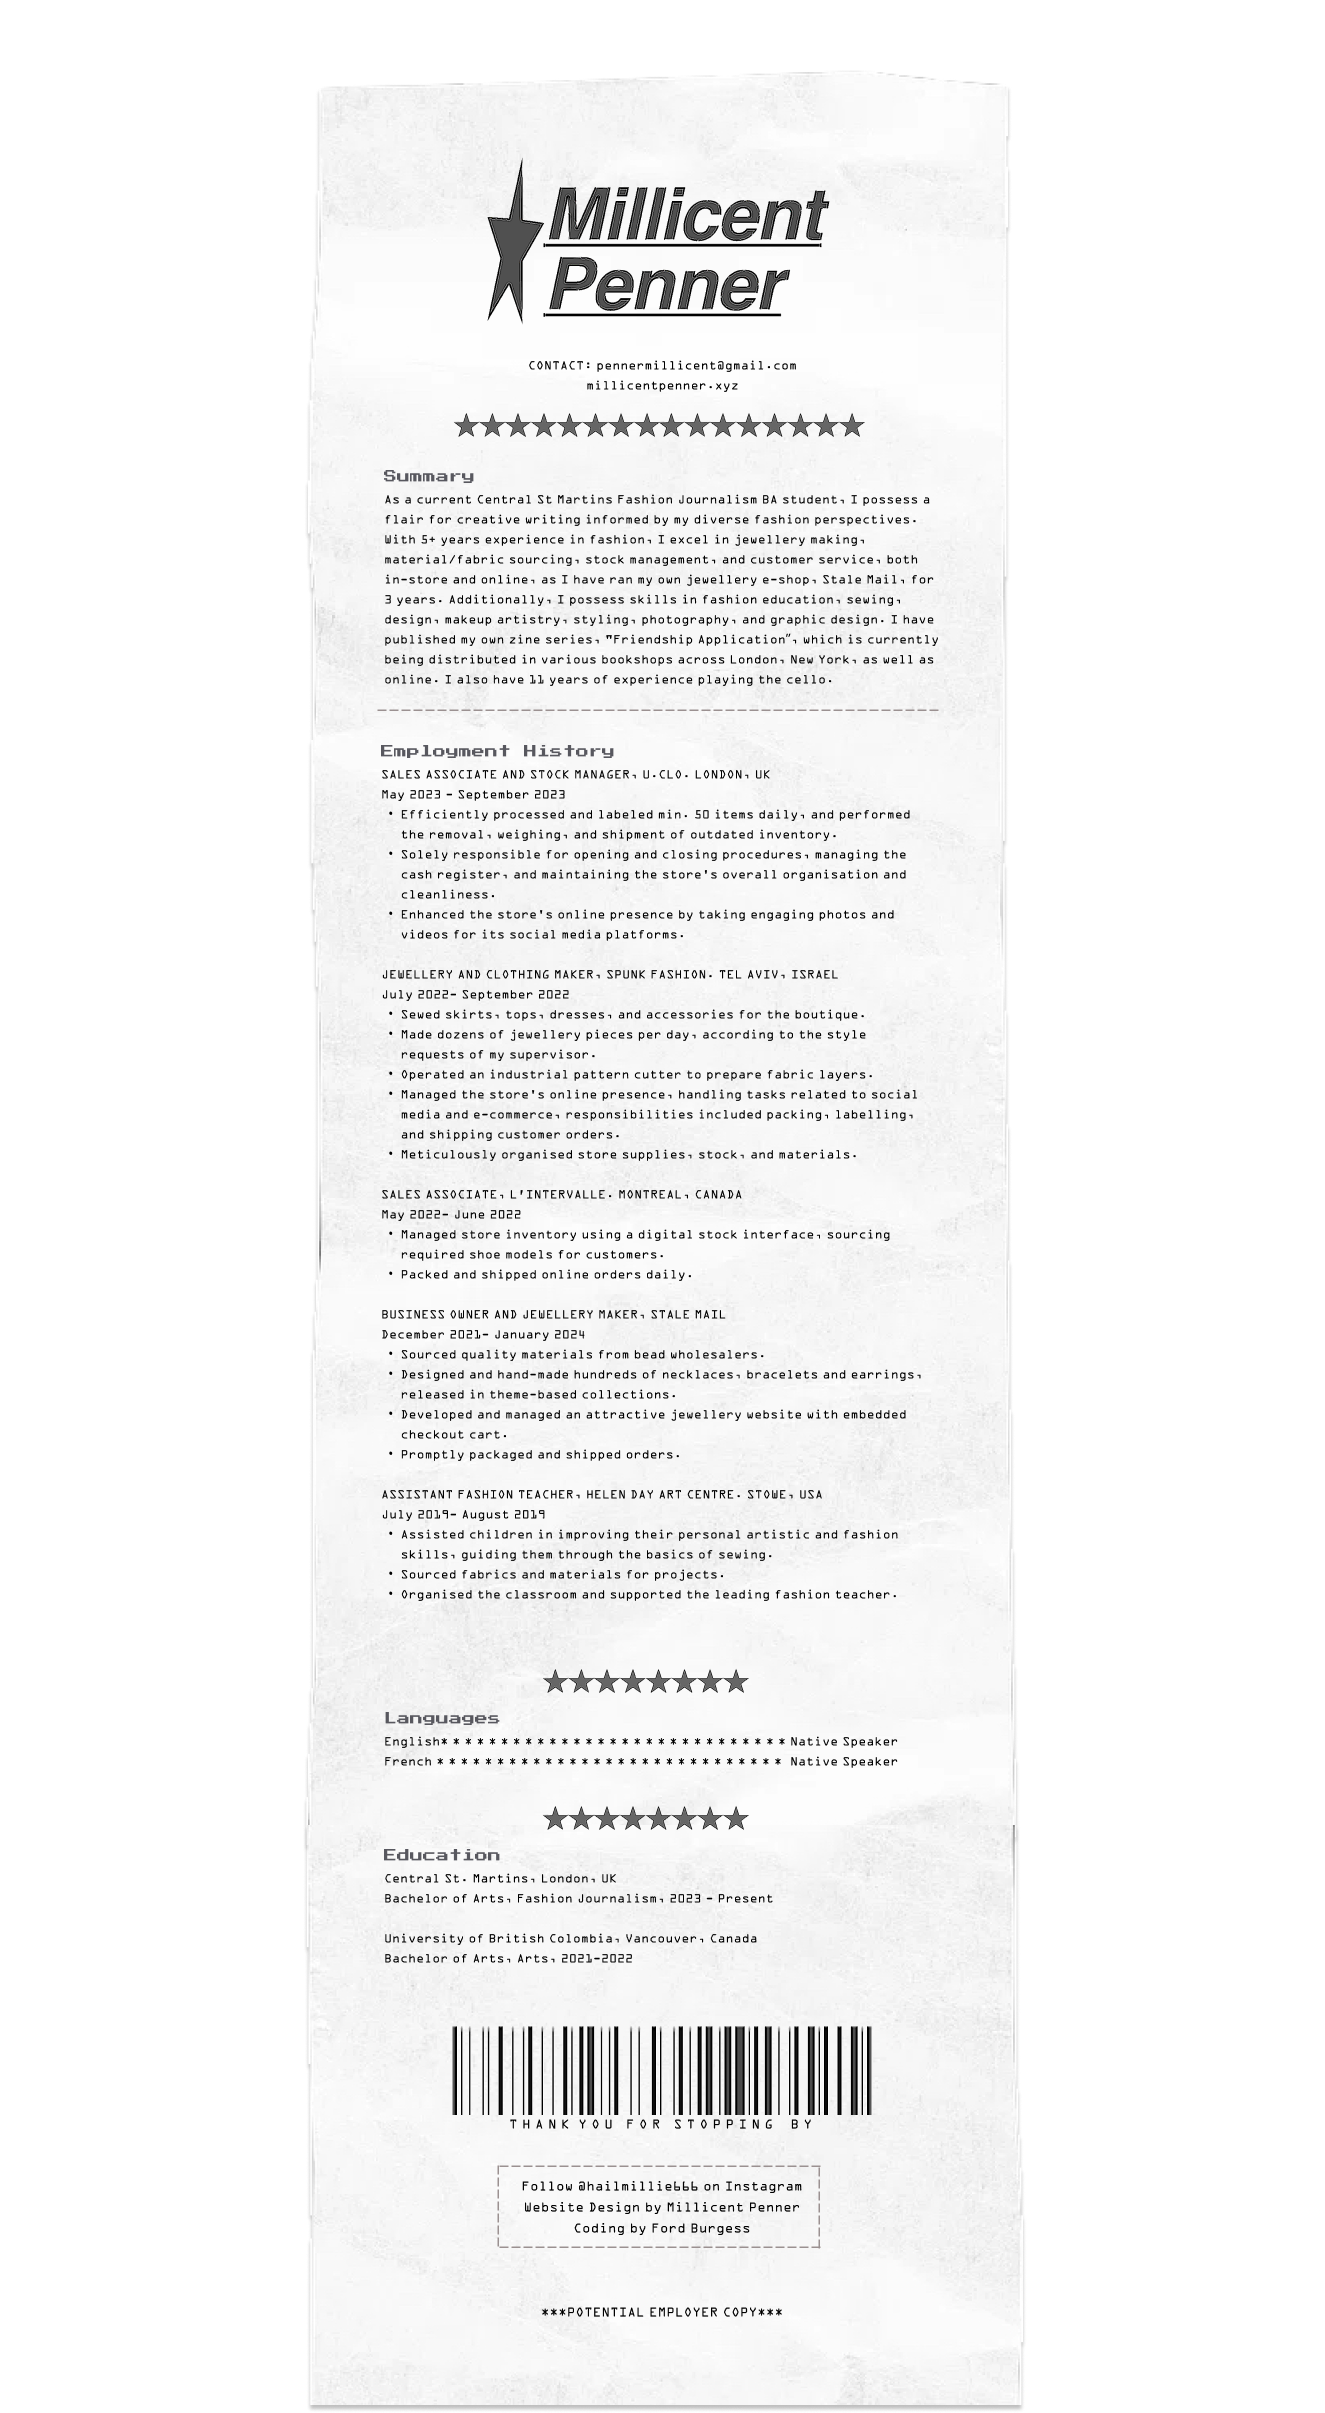 Millicent
Penner
CONTACT: pennermillicent@gmail.com
millicentpenner.xyz
Summary
As a current Central St Martins Fashion Journalism BA student, I possess a
flair for creative writing informed by my diverse fashion perspectives.
With 5+ years experience in fashion, I excel in jewellery making,
material/fabric sourcing, stock management, and customer service, both
in-store and online, as I have ran my own jewellery e-shop, Stale Mail, for
3 years. Additionally, I possess skills in fashion education, sewing,
design, makeup artistry, styling, photography, and graphic design. I have
published my own zine series, "Friendship Application", which is currently
being distributed in various bookshops across London, New York, as well as
online. I also have 11 years of experience playing the cello.
Employment History
SALES ASSOCIATE AND STOCK MANAGER, U.CLO. LONDON, UK
May 2023 - September 2023
• Efficiently processed and labeled min. 50 items daily, and performed
the removal, weighing, and shipment of outdated inventory.
• Solely responsible for opening and closing procedures, managing the
cash register, and maintaining the store's overall organisation and
cleanliness.
• Enhanced the store's online presence by taking engaging photos and
videos for its social media platforms.
JEWELLERY AND CLOTHING MAKER, SPUNK FASHION. TEL AVIV, ISRAEL
July 2022- September 2022
• Sewed skirts, tops, dresses, and accessories for the boutique.
• Made dozens of jewellery pieces per day, according to the style
requests of my supervisor.
• Operated an industrial pattern cutter to prepare fabric layers.
• Managed the store's online presence, handling tasks related to social
media and e-commerce, responsibilities included packing, labelling,
and shipping customer orders.
• Meticulously organised store supplies, stock, and materials.
SALES ASSOCIATE, L'INTERVALLE. MONTREAL, CANADA
May 2022- June 2022
• Managed store inventory using a digital stock interface, sourcing
required shoe models for customers.
• Packed and shipped online orders daily.
BUSINESS OWNER AND JEWELLERY MAKER, STALE MAIL
December 2021- January 2024
• Sourced quality materials from bead wholesalers.
• Designed and hand-made hundreds of necklaces, bracelets and earrings,
released in theme-based collections.
• Developed and managed an attractive jewellery website with embedded
checkout cart.
• Promptly packaged and shipped orders.
ASSISTANT FASHION TEACHER, HELEN DAY ART CENTRE. STOWE, USA
July 2019- August 2019
• Assisted children in improving their personal artistic and fashion
skills, guiding them through the basics of sewing.
• Sourced fabrics and materials for projects.
• Organised the classroom and supported the leading fashion teacher.
Languages
English* * * * * * * * * * * * * * * * * * * * * * * * * * * * * Native Speaker
French * * * * * * * * * * * * * * * * * * * * * * * * * * * * * Native Speaker
Education
Central St. Martins, London, UK
Bachelor of Arts, Fashion Journalism, 2023 - Present
University of British Colombia, Vancouver, Canada
Bachelor of Arts, Arts, 2021-2022
THANK YOU FOR STOPPING BY
Follow @hailmillie666 on Instagram
Website Design by Millicent Penner
Coding by Ford Burgess
***POTENTIAL EMPLOYER COPY***